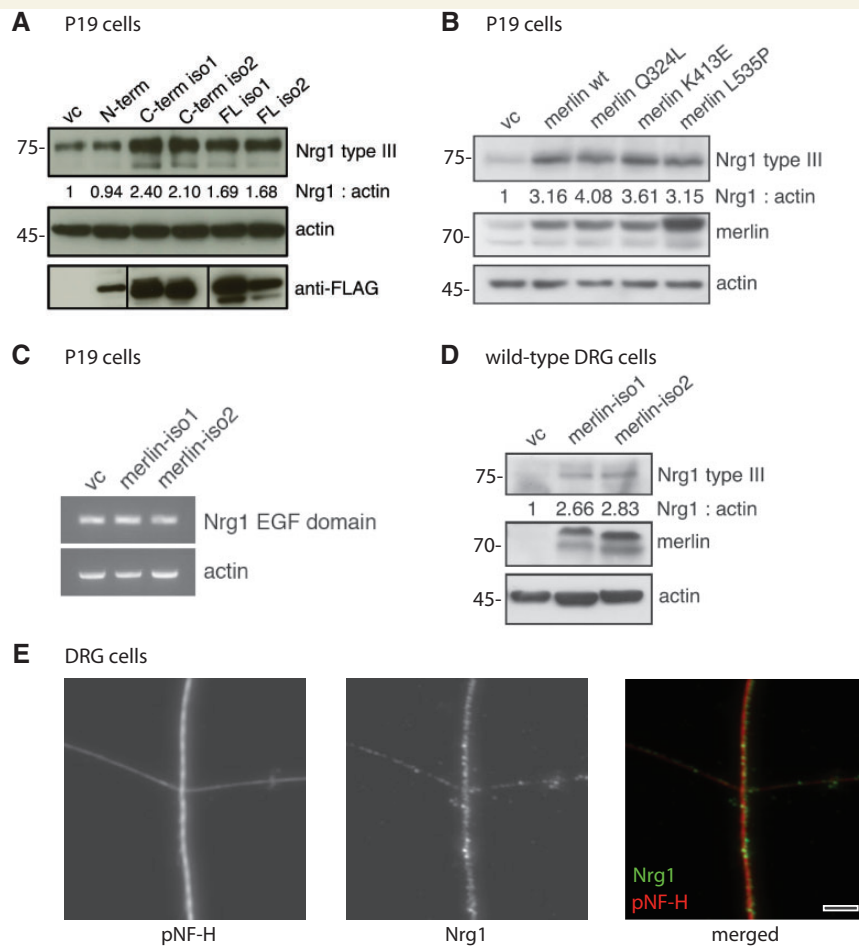 A P19 cells
vc N-term C-term iso1 C-term iso2 FL iso1 FL iso2
75- Nrg1 type III
1 0.94 2.40 2.10 1.69 1.68 Nrg1 : actin
45- actin
anti-FLAG
B P19 cells
vc merlin wt merlin Q324L merlin K413E merlin L535P
75- Nrg1 type III
1 3.16 4.08 3.61 3.15 Nrg1 : actin
70- merlin
45- actin
C P19 cells
vc merlin-iso1 merlin-iso2
Nrg1 EGF domain
actin
D wild-type DRG cells
vc merlin-iso1 merlin-iso2
75- Nrg1 type III
1 2.66 2.83 Nrg1 : actin
70- merlin
45- actin
E DRG cells
Nrg1
pNF-H
pNF-H Nrg1 merged